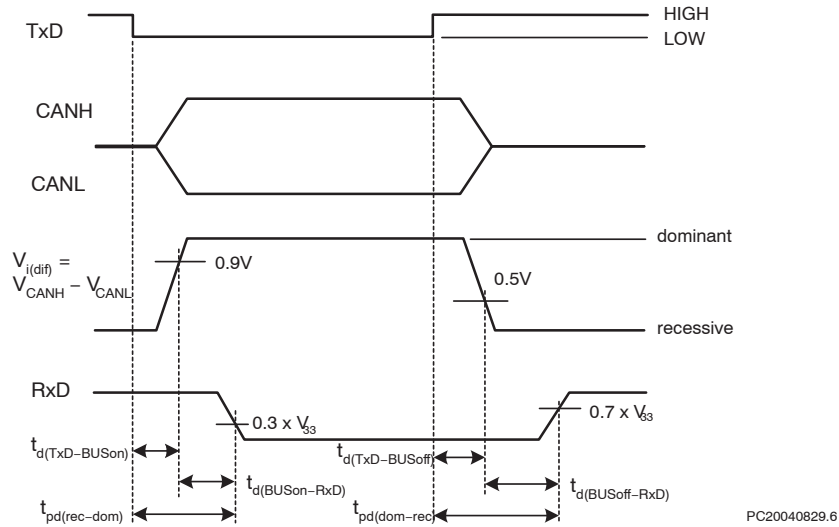 TxD
HIGH
LOW
CANH
CANL
dominant
V_i(dif) =
V_CANH − V_CANL
0.9V
0.5V
recessive
RxD
0.3 x V_33
0.7 x V_33
t_d(TxD−BUSon)
t_d(TxD−BUSoff)
t_d(BUSon−RxD)
t_d(BUSoff−RxD)
t_pd(rec−dom)
t_pd(dom−rec)
PC20040829.6